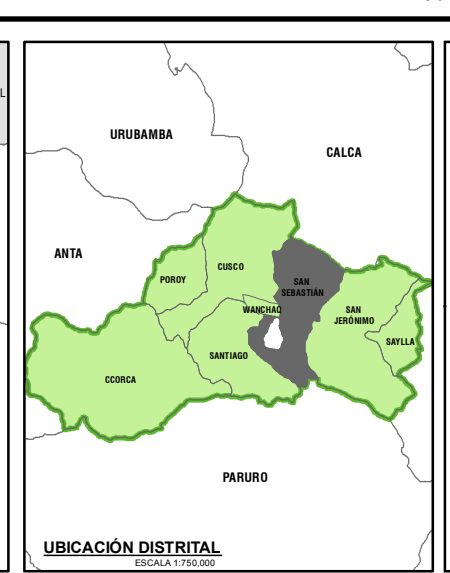 L
URUBAMBA
CALCA
ANTA
CUSCO
POROY
SAN
SEBASTIÁN
WANCHAQ
SAN
JERÓNIMO
SAYLLA
SANTIAGO
CCORCA
PARURO
UBICACIÓN DISTRITAL
ESCALA 1:750,000